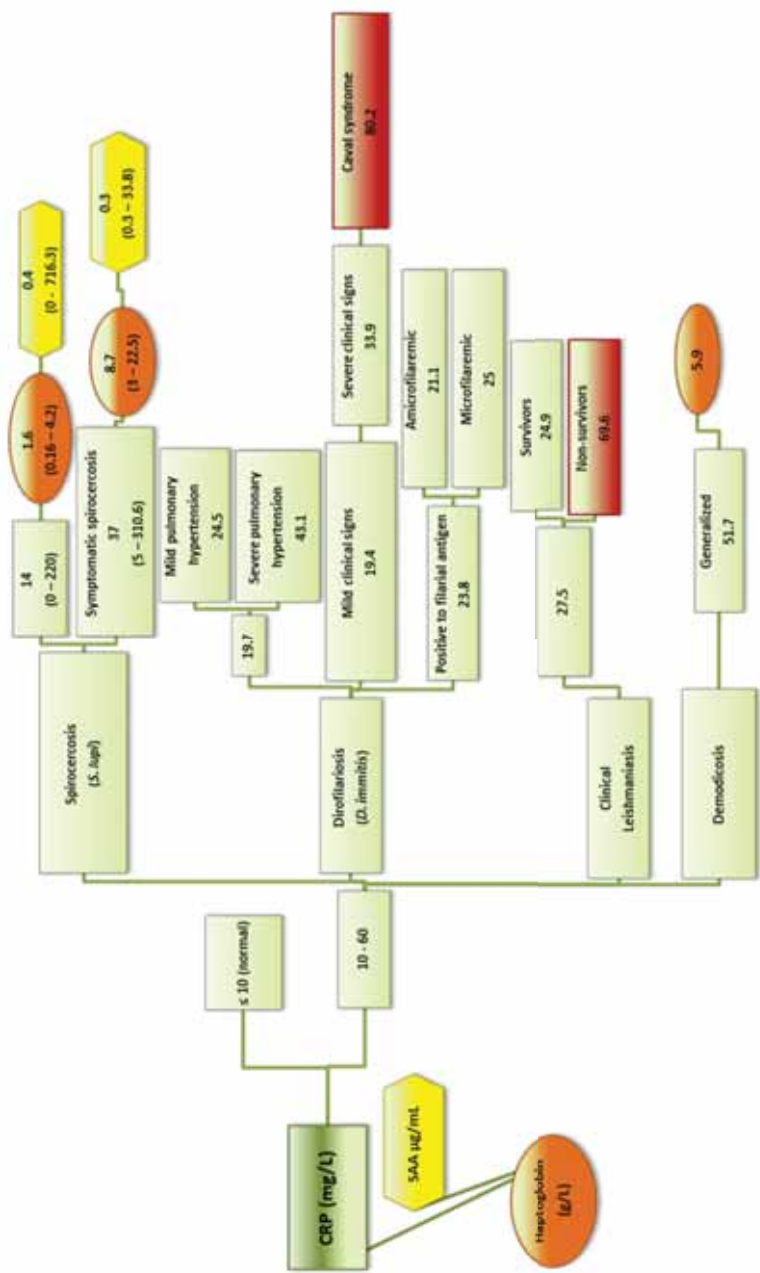 CRP (mg/L)
SAA µg/mL
Haptoglobin
(g/L)
≤ 10 (normal)
10 - 60
Spirocercosis
(S. lupi)
14
(0 – 220)
1.6
(0,16 – 4.2)
0.4
(0 - 716.3)
Symptomatic spirocercosis
37
(5 – 310.6)
8.7
(3 – 22.5)
0.3
(0.3 – 33.8)
Dirofilariosis
(D. immitis)
19.7
Mild pulmonary
hypertension
24.5
Severe pulmonary
hypertension
43.1
Mild clinical signs
19.4
Severe clinical signs
33.9
Caval syndrome
80.2
Positive to filarial antigen
23.8
Amicrofilaremic
21.1
Microfilaremic
25
Clinical
Leishmaniasis
27.5
Survivors
24.9
Non-survivors
69.6
Demodicosis
Generalized
51.7
5.9